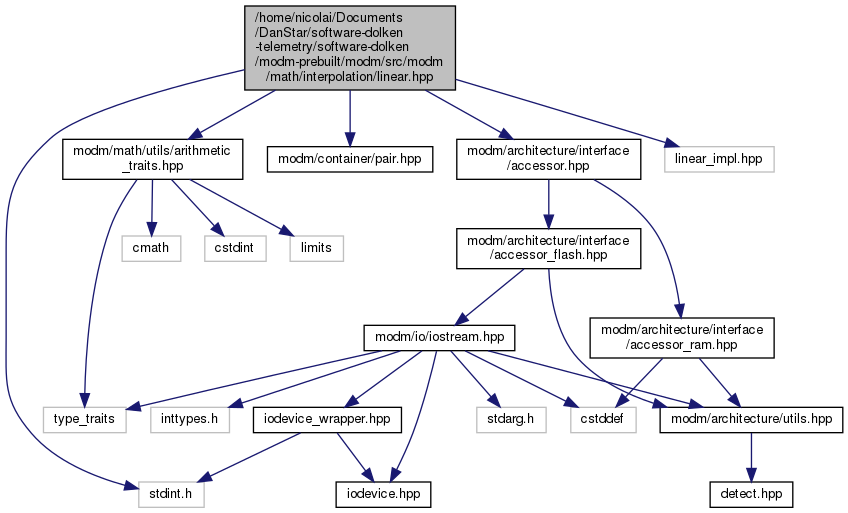 /home/nicolai/Documents
/DanStar/software-dolken
-telemetry/software-dolken
/modm-prebuilt/modm/src/modm
/math/interpolation/linear.hpp
modm/math/utils/arithmetic
_traits.hpp
modm/container/pair.hpp
modm/architecture/interface
/accessor.hpp
linear_impl.hpp
cmath
cstdint
limits
modm/architecture/interface
/accessor_flash.hpp
modm/io/iostream.hpp
modm/architecture/interface
/accessor_ram.hpp
type_traits
inttypes.h
iodevice_wrapper.hpp
stdarg.h
cstddef
modm/architecture/utils.hpp
stdint.h
iodevice.hpp
detect.hpp